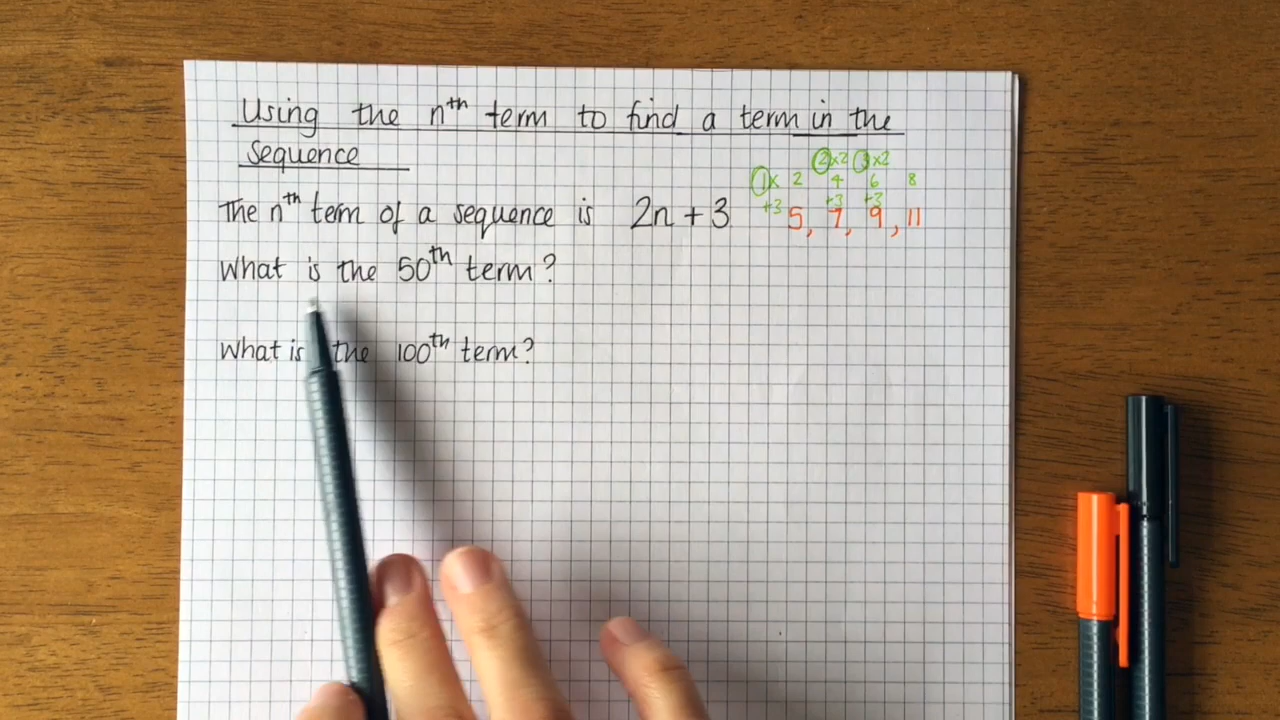 Using the nth term to find a term in the
sequence
②x2 ③x2
①x 2 4 6 8
+3 +3 +3
The nth term of a sequence is 2n + 3 5, 7, 9, 11
What is the 50th term?
What is the 100th term?